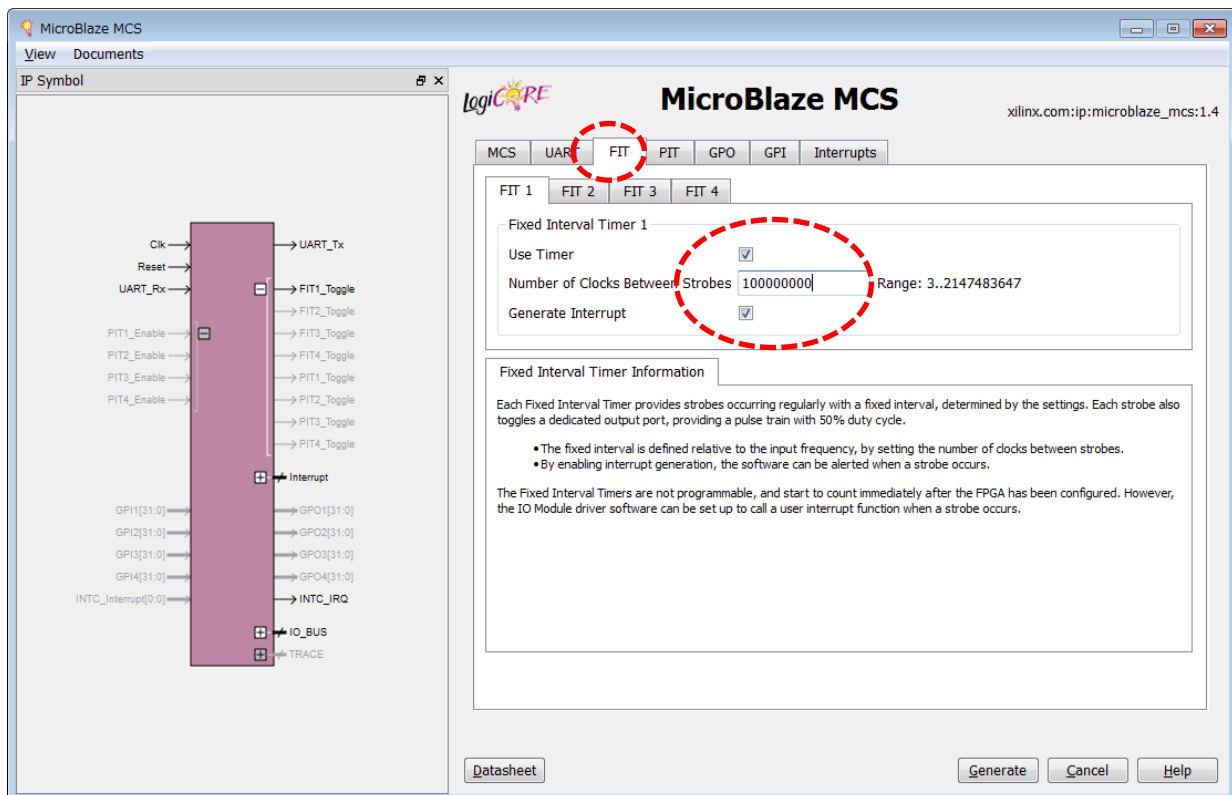 MicroBlaze MCS
View Documents
IP Symbol
Clk
Reset
UART_Rx
PIT1_Enable
PIT2_Enable
PIT3_Enable
PIT4_Enable
GPI1[31:0]
GPI2[31:0]
GPI3[31:0]
GPI4[31:0]
INTC_Interrupt[0:0]
UART_Tx
FIT1_Toggle
FIT2_Toggle
FIT3_Toggle
FIT4_Toggle
PIT1_Toggle
PIT2_Toggle
PIT3_Toggle
PIT4_Toggle
Interrupt
GPO1[31:0]
GPO2[31:0]
GPO3[31:0]
GPO4[31:0]
INTC_IRQ
IO_BUS
TRACE
LogiCORE
MicroBlaze MCS
xilinx.com:ip:microblaze_mcs:1.4
MCS UART FIT PIT GPO GPI Interrupts
FIT 1 FIT 2 FIT 3 FIT 4
Fixed Interval Timer 1
Use Timer
Number of Clocks Between Strobes 100000000 Range: 3..2147483647
Generate Interrupt
Fixed Interval Timer Information
Each Fixed Interval Timer provides strobes occurring regularly with a fixed interval, determined by the settings. Each strobe also
toggles a dedicated output port, providing a pulse train with 50% duty cycle.
• The fixed interval is defined relative to the input frequency, by setting the number of clocks between strobes.
• By enabling interrupt generation, the software can be alerted when a strobe occurs.
The Fixed Interval Timers are not programmable, and start to count immediately after the FPGA has been configured. However,
the IO Module driver software can be set up to call a user interrupt function when a strobe occurs.
Datasheet Generate Cancel Help